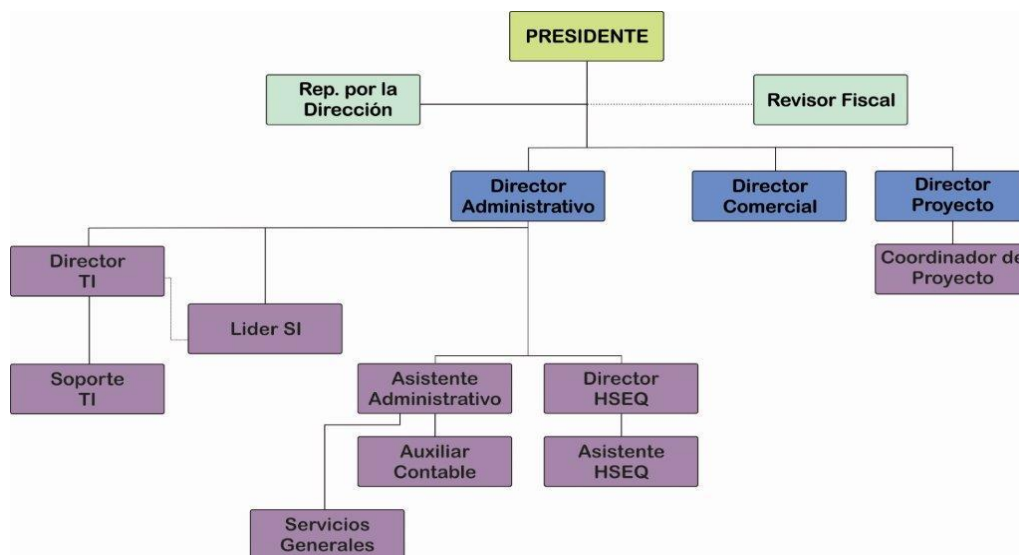 PRESIDENTE
Rep. por la
Dirección
Revisor Fiscal
Director
Administrativo
Director
Comercial
Director
Proyecto
Director
TI
Coordinador de
Proyecto
Lider SI
Soporte
TI
Asistente
Administrativo
Director
HSEQ
Auxiliar
Contable
Asistente
HSEQ
Servicios
Generales